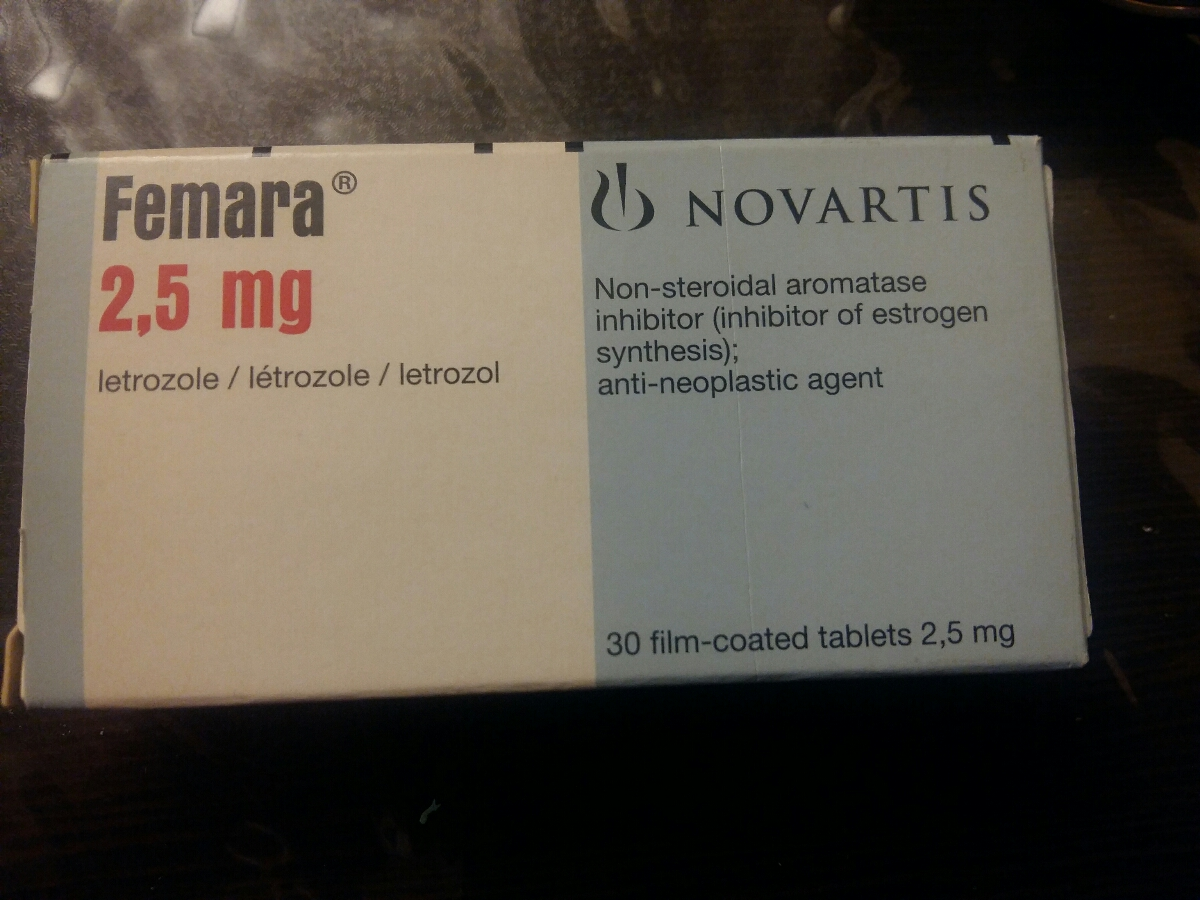 Femara®
2,5 mg
letrozole / létrozole / letrozol
NOVARTIS
Non-steroidal aromatase
inhibitor (inhibitor of estrogen
synthesis);
anti-neoplastic agent
30 film-coated tablets 2,5 mg